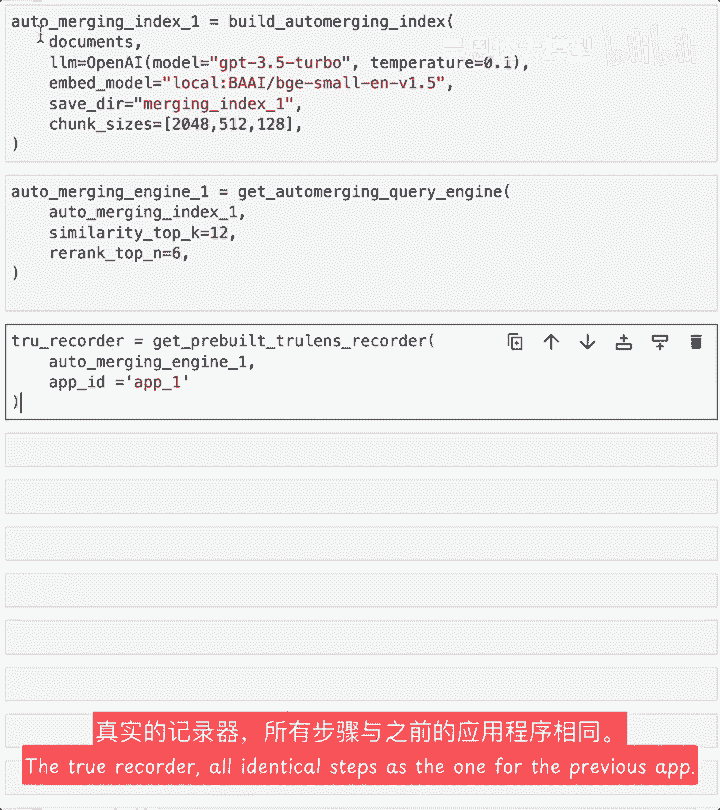 auto_merging_index_1 = build_automerging_index(
    documents,
    llm=OpenAI(model="gpt-3.5-turbo", temperature=0.1),
    embed_model="local:BAAI/bge-small-en-v1.5",
    save_dir="merging_index_1",
    chunk_sizes=[2048,512,128],
)
auto_merging_engine_1 = get_automerging_query_engine(
    auto_merging_index_1,
    similarity_top_k=12,
    rerank_top_n=6,
)
tru_recorder = get_prebuilt_trulens_recorder(
    auto_merging_engine_1,
    app_id ='app_1'
)
真实的记录器，所有步骤与之前的应用程序相同。
The true recorder, all identical steps as the one for the previous app.